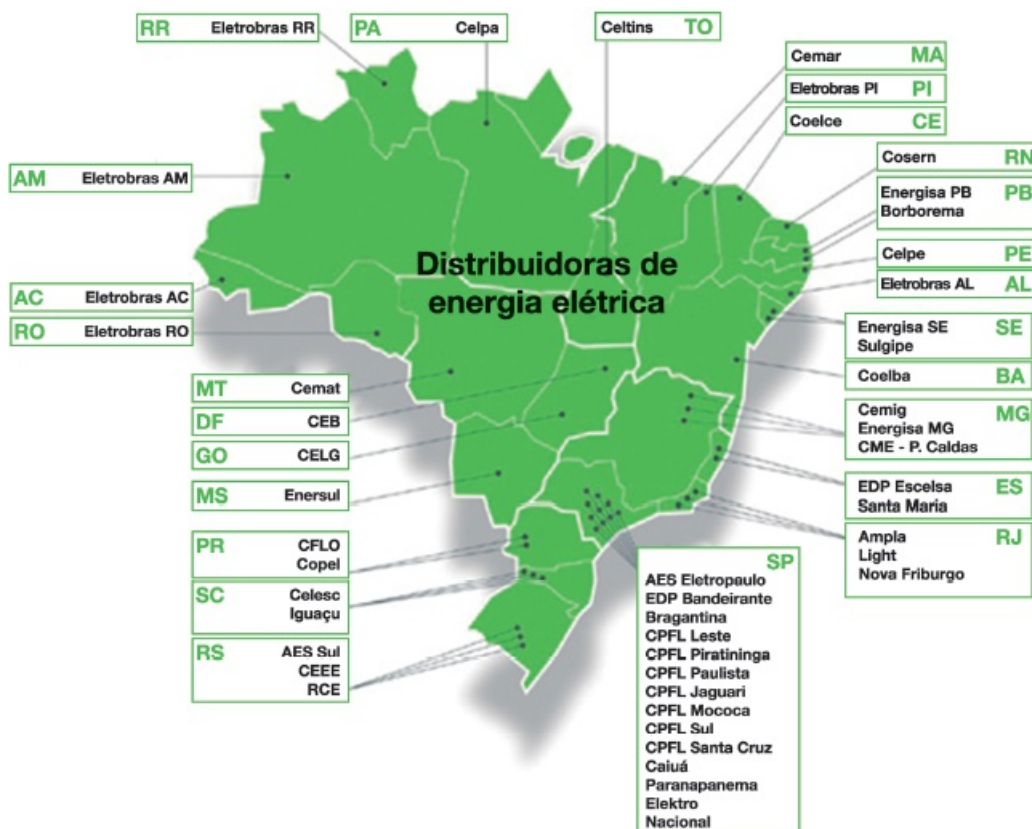 RR Eletrobras RR
PA Celpa
Celtins TO
Cemar MA
Eletrobras PI PI
Coelce CE
Cosern RN
Energisa PB PB
Borborema
Celpe PE
Eletrobras AL AL
Energisa SE SE
Sulgipe
Coelba BA
Cemig MG
Energisa MG
CME - P. Caldas
EDP Escelsa ES
Santa Maria
Ampla RJ
Light
Nova Friburgo
AM Eletrobras AM
Distribuidoras de
energia elétrica
AC Eletrobras AC
RO Eletrobras RO
MT Cemat
DF CEB
GO CELG
MS Enersul
PR CFLO
Copel
SC Celesc
Iguaçu
RS AES Sul
CEEE
RCE
SP
AES Eletropaulo
EDP Bandeirante
Bragantina
CPFL Leste
CPFL Piratininga
CPFL Paulista
CPFL Jaguari
CPFL Mococa
CPFL Sul
CPFL Santa Cruz
Caiuá
Paranapanema
Elektro
Nacional